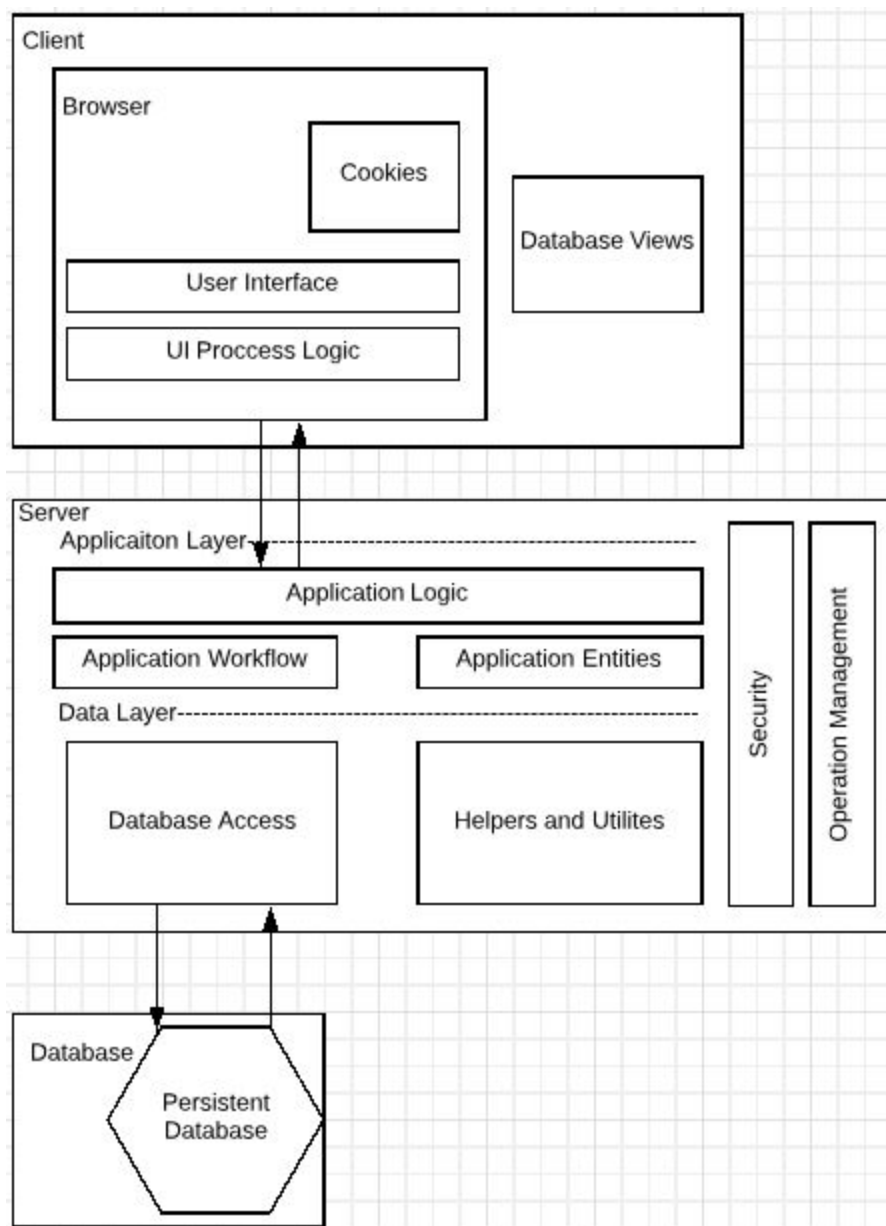 Client
Browser
Cookies
Database Views
User Interface
UI Proccess Logic
Server
Applicaiton Layer
Application Logic
Application Workflow
Application Entities
Data Layer
Database Access
Helpers and Utilites
Security
Operation Management
Database
Persistent
Database